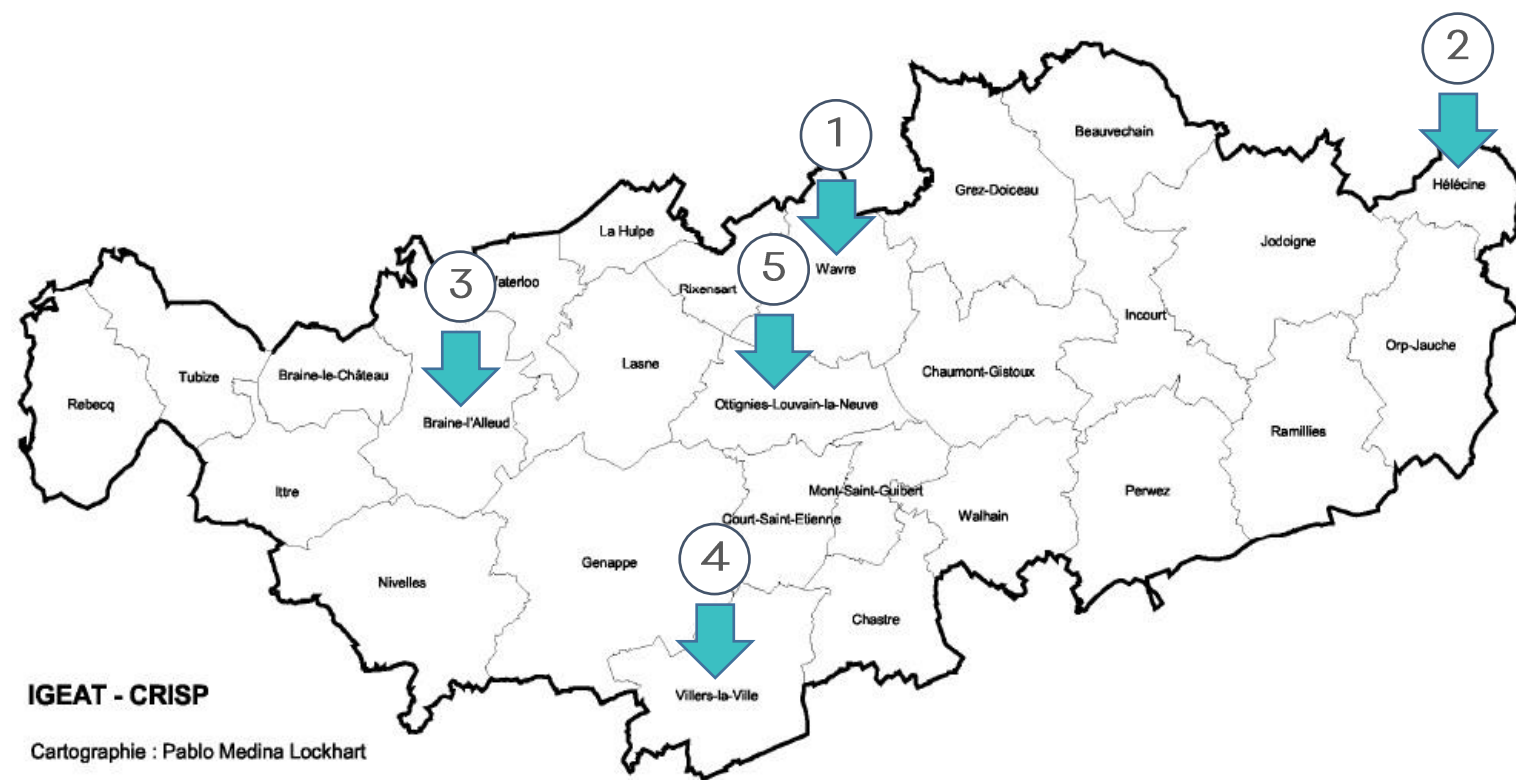 2
1
Beauvechain
Grez-Doiceau
Hélécine
La Hulpe
Jodoigne
3
Waterloo
5
Wavre
Rixensart
Incourt
Orp-Jauche
Lasne
Chaumont-Gistoux
Braine-le-Château
Tubize
Rebecq
Ottignies-Louvain-la-Neuve
Braine-l'Alleud
Ramillies
Ittre
Mont-Saint-Guibert
Perwez
Court-Saint-Etienne
Walhain
4
Genappe
Nivelles
Chastre
Villers-la-Ville
IGEAT - CRISP
Cartographie : Pablo Medina Lockhart